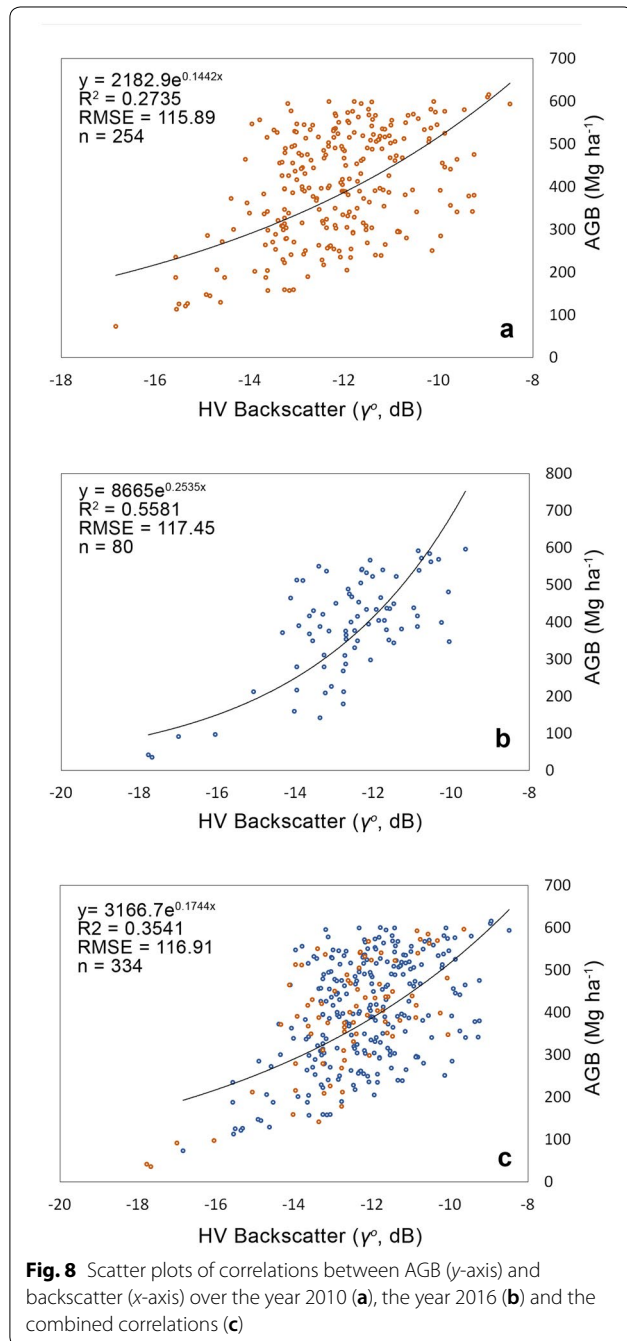 y = 2182.9e^0.1442x
R² = 0.2735
RMSE = 115.89
n = 254
700
600
500
400
300
200
100
0
AGB (Mg ha⁻¹)
a
-18 -16 -14 -12 -10 -8
HV Backscatter (γ°, dB)
y = 8665e^0.2535x
R² = 0.5581
RMSE = 117.45
n = 80
800
700
600
500
400
300
200
100
0
AGB (Mg ha⁻¹)
b
-20 -18 -16 -14 -12 -10 -8
HV Backscatter (γ°, dB)
y= 3166.7e^0.1744x
R2 = 0.3541
RMSE = 116.91
n = 334
700
600
500
400
300
200
100
0
AGB (Mg ha⁻¹)
c
-20 -18 -16 -14 -12 -10 -8
HV Backscatter (γ°, dB)
Fig. 8 Scatter plots of correlations between AGB (y-axis) and
backscatter (x-axis) over the year 2010 (a), the year 2016 (b) and the
combined correlations (c)